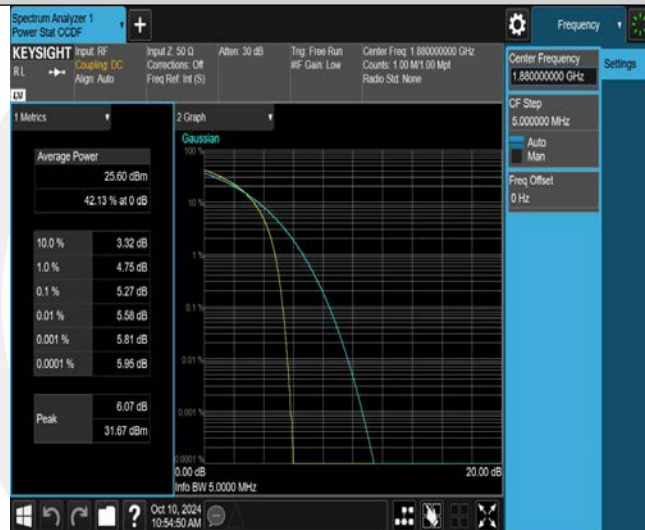 Spectrum Analyzer 1
Power Stat CCDF
Frequency
KEYSIGHT
RL
Input: RF
Coupling: DC
Align: Auto
Input Z: 50 Ω
Corrections: Off
Freq Ref: Int (S)
Atten: 30 dB
Trig: Free Run
#IF Gain: Low
Center Freq: 1.880000000 GHz
Counts: 1.00 M/1.00 Mpt
Radio Std: None
Center Frequency
1.880000000 GHz
Settings
CF Step
5.000000 MHz
Auto
Man
Freq Offset
0 Hz
1 Metrics
Average Power
25.60 dBm
42.13 % at 0 dB
10.0 % 3.32 dB
1.0 % 4.75 dB
0.1 % 5.27 dB
0.01 % 5.58 dB
0.001 % 5.81 dB
0.0001 % 5.95 dB
Peak 6.07 dB
31.67 dBm
2 Graph
Gaussian
100 %
10 %
1 %
0.1 %
0.01 %
0.001 %
0.0001 %
0.00 dB 20.00 dB
Info BW 5.0000 MHz
?
Oct 10, 2024
10:54:50 AM